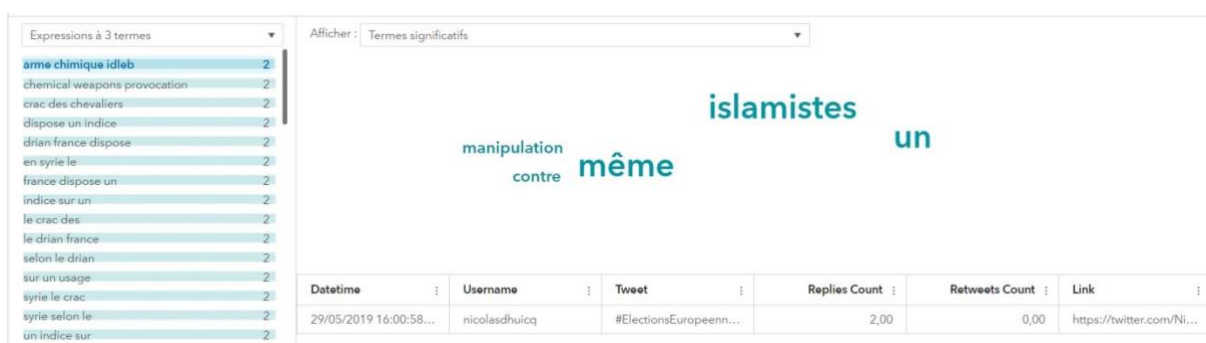 Expressions à 3 termes
arme chimique idleb 2
chemical weapons provocation 2
crac des chevaliers 2
dispose un indice 2
drian france dispose 2
en syrie le 2
france dispose un 2
indice sur un 2
le crac des 2
le drian france 2
selon le drian 2
sur un usage 2
syrie le crac 2
syrie selon le 2
un indice sur 2
Afficher : Termes significatifs
islamistes
un
manipulation
même
contre
Datetime Username Tweet Replies Count Retweets Count Link
29/05/2019 16:00:58... nicolasdhuicq #ElectionsEuropeenn... 2,00 0,00 https://twitter.com/Ni...